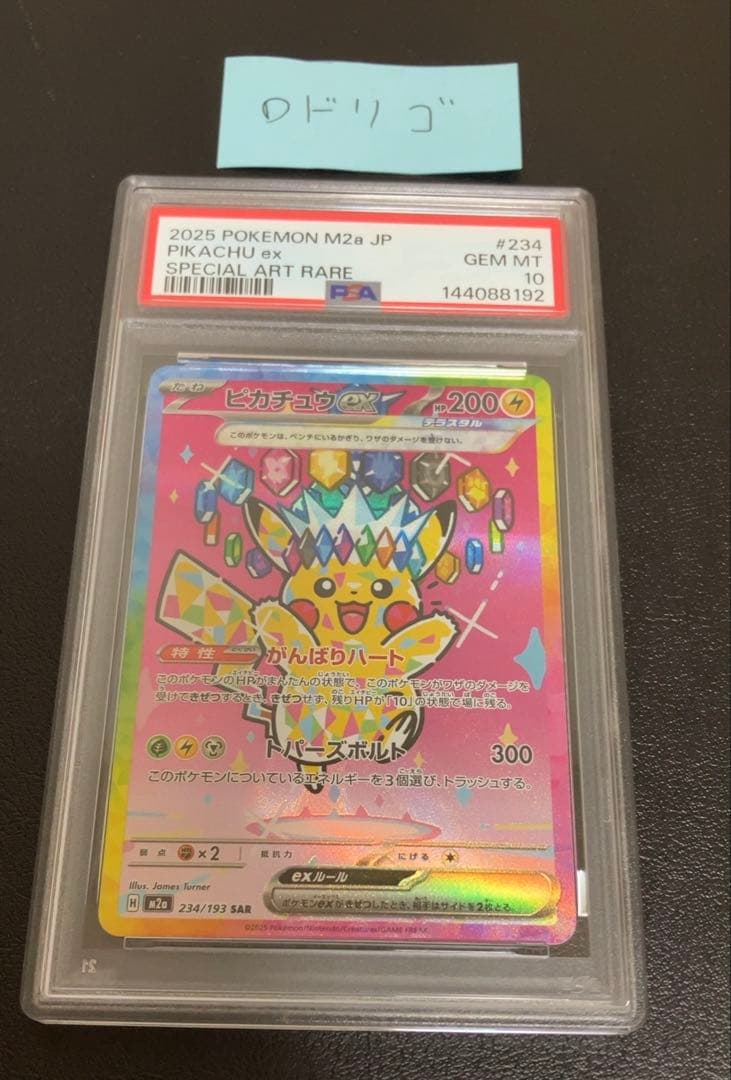 ロドリゴ
2025 POKEMON M2a JP #234
PIKACHU ex GEM MT
SPECIAL ART RARE 10
PSA 144088192
たね ピカチュウex HP200
テラスタル
このポケモンは、ベンチにいるかぎり、ワザのダメージを受けない。
特性 がんばりハート
このポケモンのHPがまんたんの状態で、このポケモンがワザのダメージを
受けてきぜつするとき、きぜつせず、残りHPが「10」の状態で場に残る。
トパーズボルト 300
このポケモンについているエネルギーを3個選び、トラッシュする。
弱点 ×2 抵抗力 にげる
exルール
ポケモンexがきぜつしたとき、相手はサイドを2枚とる。
Illus. James Turner
H M2a 234/193 SAR
©2025 Pokémon/Nintendo/Creatures/GAME FREAK